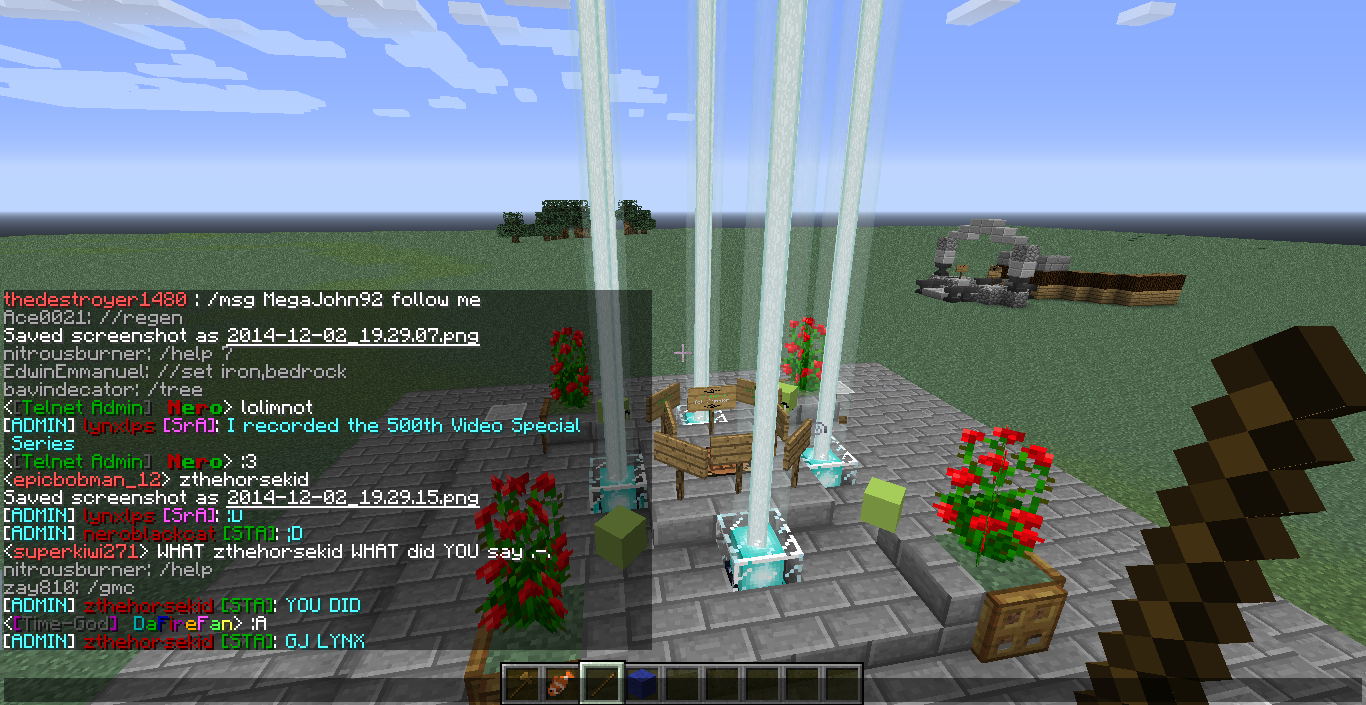 thedestroyer1480 : /msg MegaJohn92 follow me
Ace0021: //regen
Saved screenshot as 2014-12-02_19.29.07.png
nitrousburner: /help 7
EdwinEmmanuel: //set iron,bedrock
bavindecator: /tree
<[Telnet Admin] Nero> lolimnot
[ADMIN] lynxlps [SrA]: I recorded the 500th Video Special
Series
<[Telnet Admin] Nero> :3
<epicbobman_12> zthehorsekid
Saved screenshot as 2014-12-02_19.29.15.png
[ADMIN] lynxlps [SrA]: ;U
[ADMIN] neroblackcat [STA]: ;D
<superkiwi271> WHAT zthehorsekid WHAT did YOU say .-.
nitrousburner: /help
zay810: /gmc
[ADMIN] zthehorsekid [STA]: YOU DID
<[Time-God] DaFireFan> :A
[ADMIN] zthehorsekid [STA]: GJ LYNX